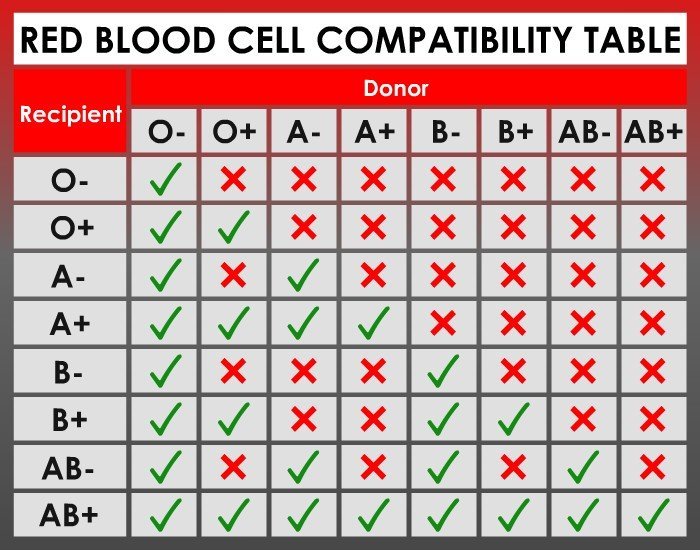 RED BLOOD CELL COMPATIBILITY TABLE
Recipient
Donor
O- O+ A- A+ B- B+ AB- AB+
O- ✓ ✗ ✗ ✗ ✗ ✗ ✗ ✗
O+ ✓ ✓ ✗ ✗ ✗ ✗ ✗ ✗
A- ✓ ✗ ✓ ✗ ✗ ✗ ✗ ✗
A+ ✓ ✓ ✓ ✓ ✗ ✗ ✗ ✗
B- ✓ ✗ ✗ ✗ ✓ ✗ ✗ ✗
B+ ✓ ✓ ✗ ✗ ✓ ✓ ✗ ✗
AB- ✓ ✗ ✓ ✗ ✓ ✗ ✓ ✗
AB+ ✓ ✓ ✓ ✓ ✓ ✓ ✓ ✓